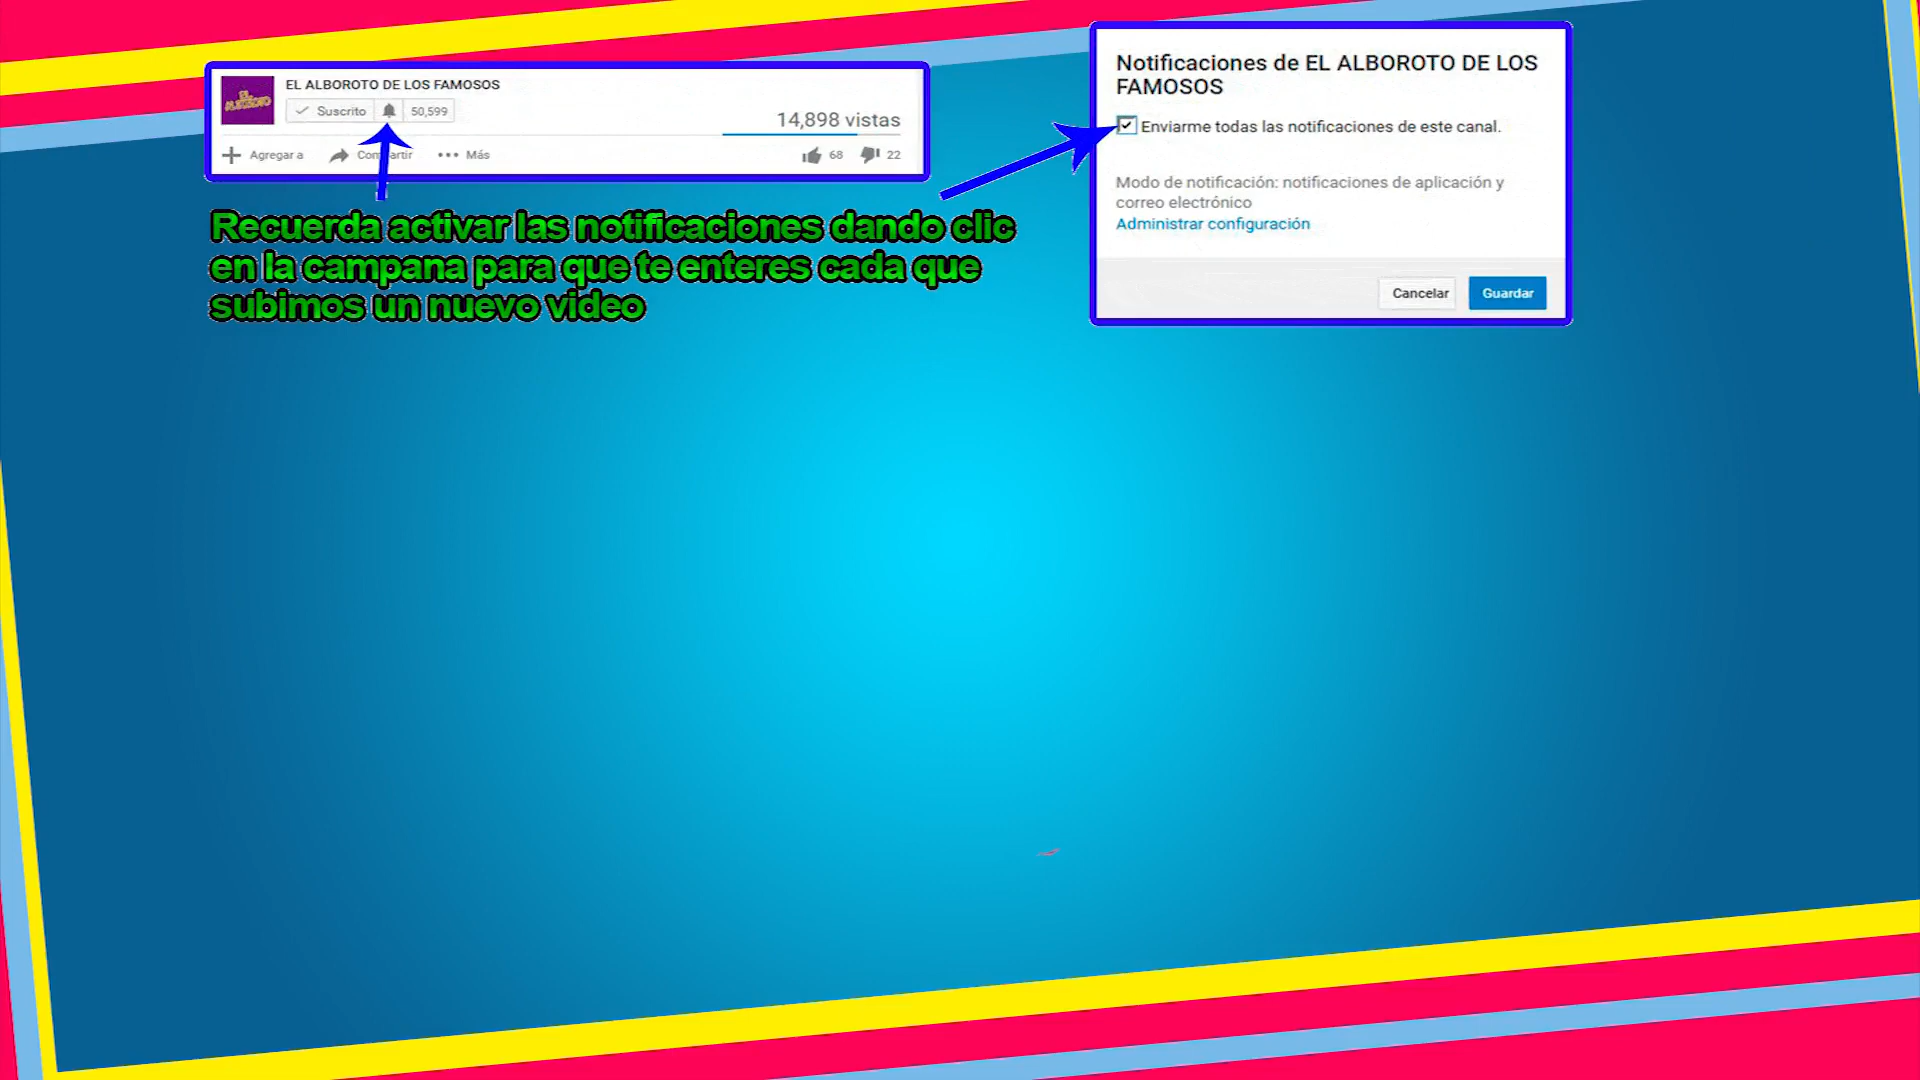 EL ALBOROTO
EL ALBOROTO DE LOS FAMOSOS
Suscrito 50,599
14,898 vistas
Agregar a Compartir Más 68 22
Recuerda activar las notificaciones dando clic
en la campana para que te enteres cada que
subimos un nuevo video
Notificaciones de EL ALBOROTO DE LOS
FAMOSOS
Enviarme todas las notificaciones de este canal.
Modo de notificación: notificaciones de aplicación y
correo electrónico
Administrar configuración
Cancelar Guardar